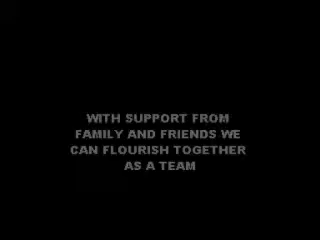 WITH SUPPORT FROM
FAMILY AND FRIENDS WE
CAN FLOURISH TOGETHER
AS A TEAM